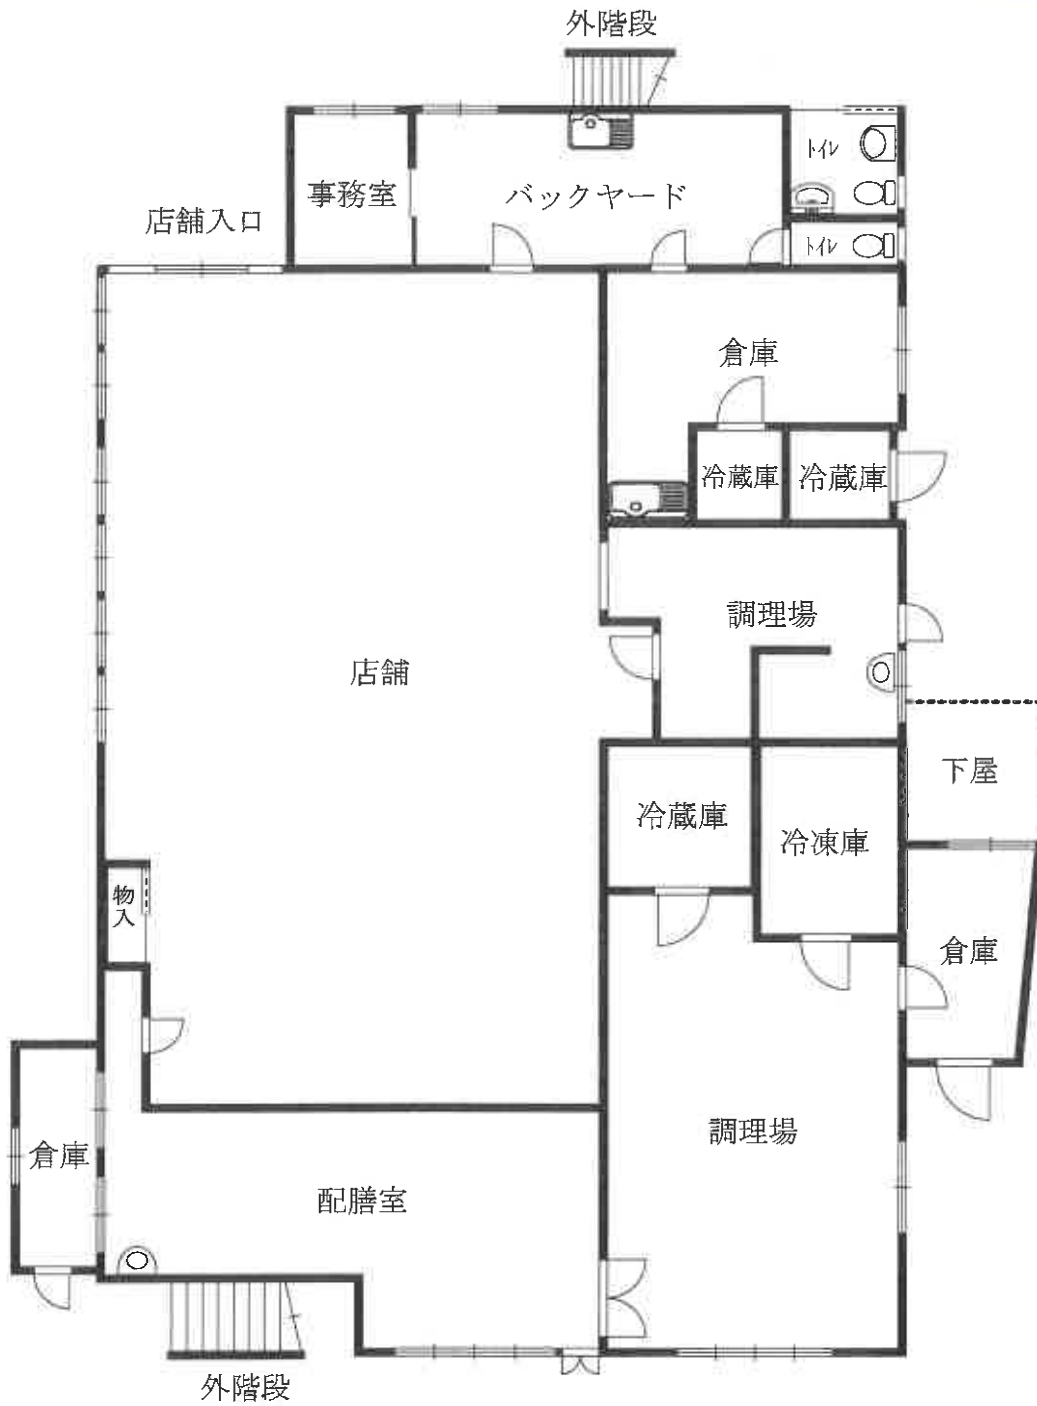 外階段
トイレ
事務室
バックヤード
店舗入口
トイレ
倉庫
冷蔵庫
冷蔵庫
調理場
店舗
下屋
冷蔵庫
冷凍庫
物入
倉庫
調理場
倉庫
配膳室
外階段